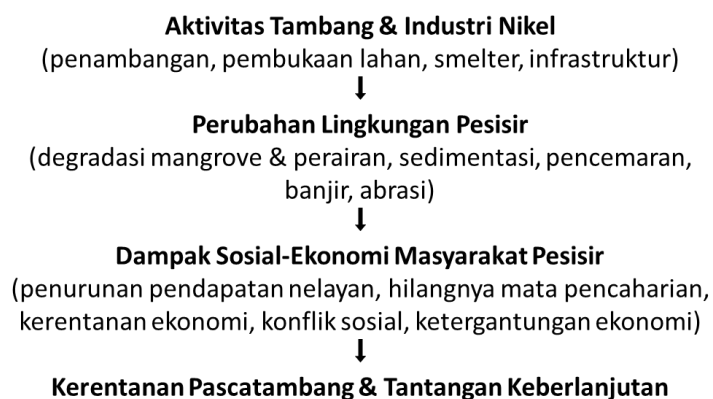 Aktivitas Tambang & Industri Nikel
(penambangan, pembukaan lahan, smelter, infrastruktur)
Perubahan Lingkungan Pesisir
(degradasi mangrove & perairan, sedimentasi, pencemaran,
banjir, abrasi)
Dampak Sosial-Ekonomi Masyarakat Pesisir
(penurunan pendapatan nelayan, hilangnya mata pencaharian,
kerentanan ekonomi, konflik sosial, ketergantungan ekonomi)
Kerentanan Pascatambang & Tantangan Keberlanjutan